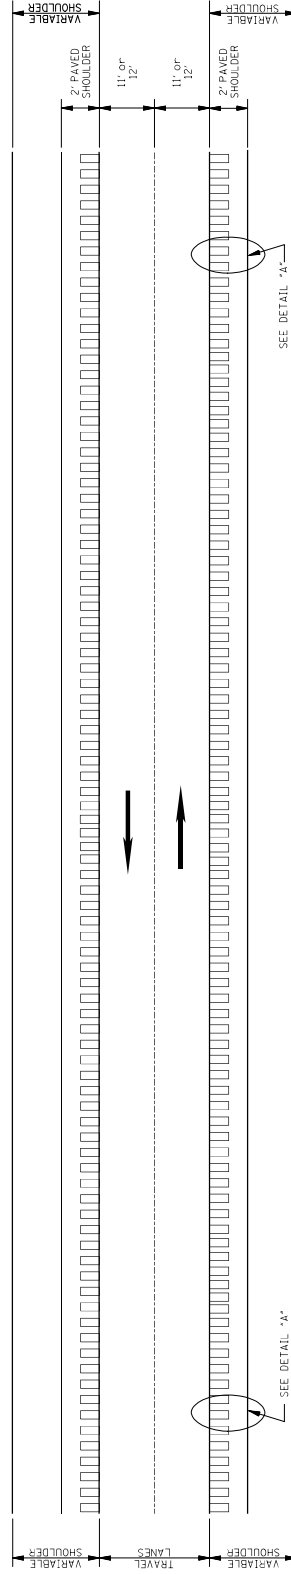 VARIABLE
SHOULDER
2' PAVED
SHOULDER
11' or
12'
11' or
12'
2' PAVED
SHOULDER
VARIABLE
SHOULDER
SEE DETAIL "A"
SEE DETAIL "A"
VARIABLE
SHOULDER
TRAVEL
LANES
VARIABLE
SHOULDER